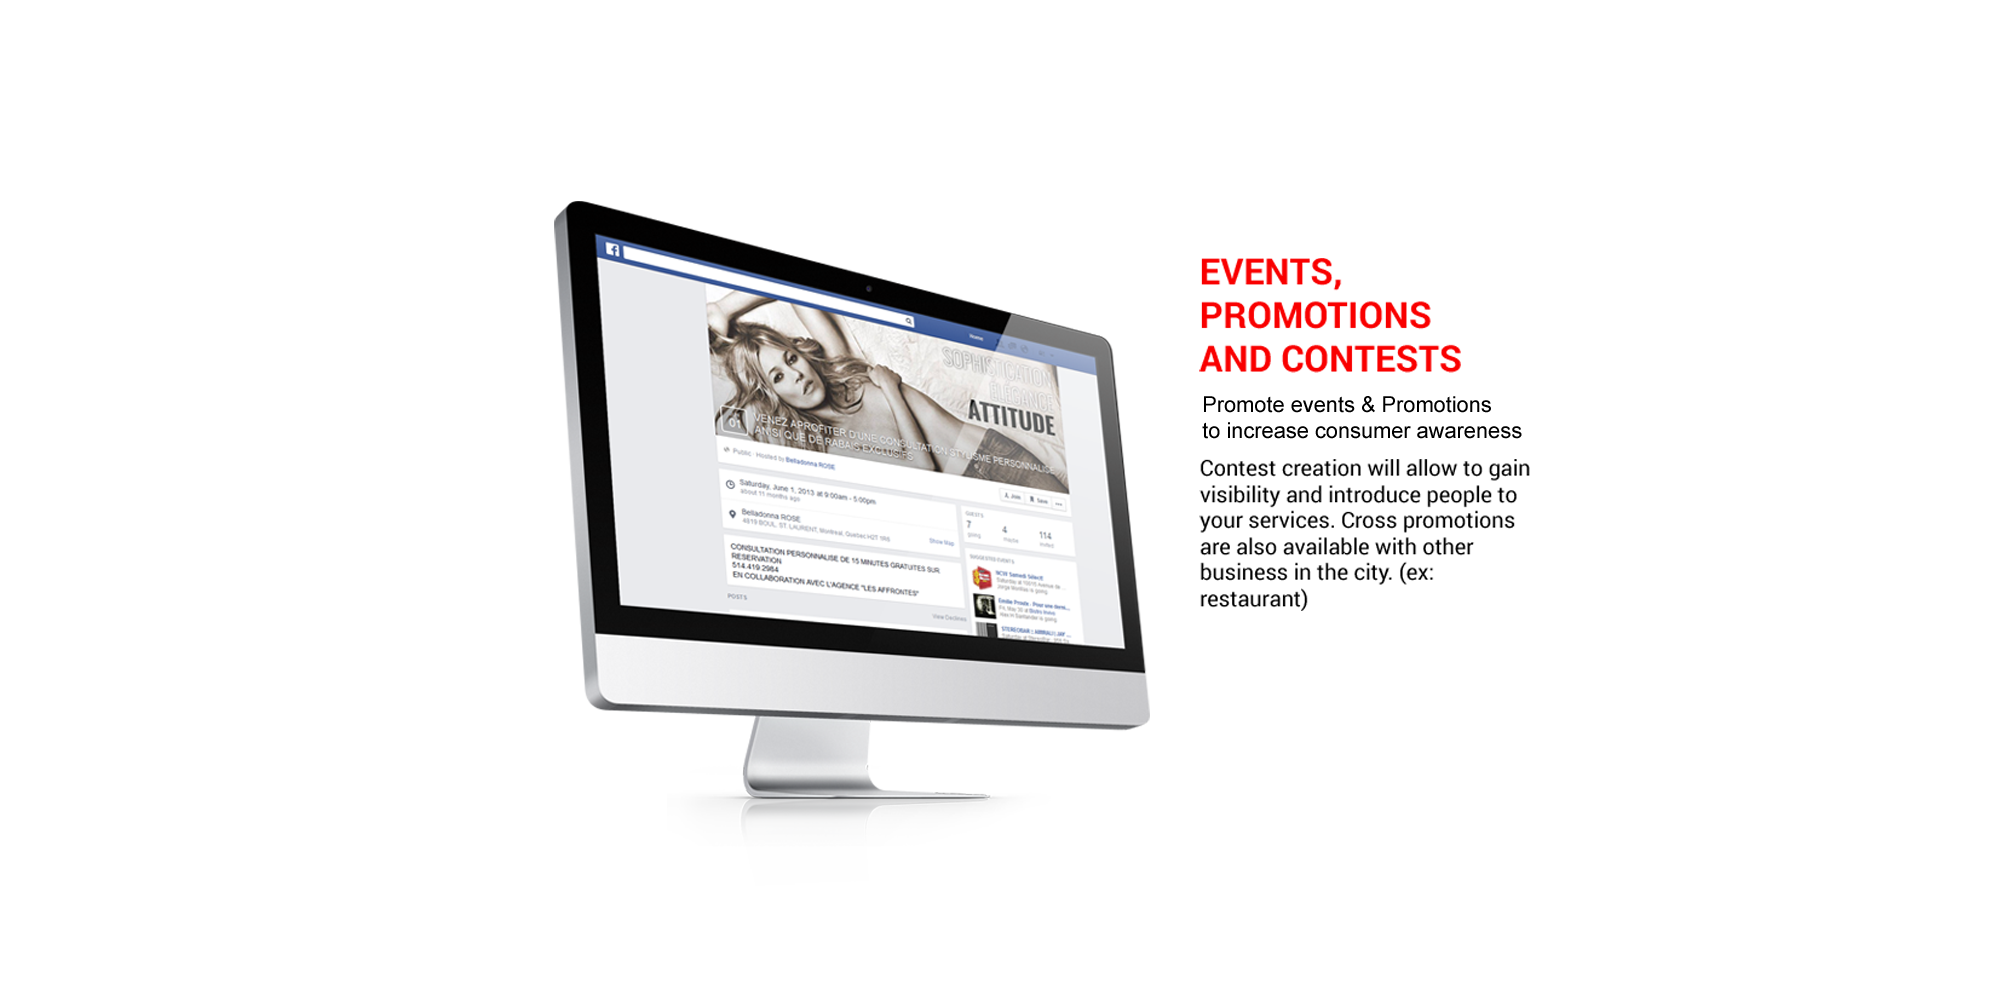 f
Home
SOPHISTICATION
ÉLÉGANCE
ATTITUDE
01
VENEZ APROFITER D'UNE CONSULTATION STYLISME PERSONNALISÉ
AINSI QUE DE RABAIS EXCLUSIFS
Public · Hosted by Belladonna ROSE
Join
Save
Saturday, June 1, 2013 at 9:00am - 5:00pm
about 11 months ago
Belladonna ROSE
4819 BOUL. ST. LAURENT, Montreal, Quebec H2T 1R6
Show Map
CONSULTATION PERSONNALISE DE 15 MINUTES GRATUITES SUR
RESERVATION
514.419.2984
EN COLLABORATION AVEC L'AGENCE "LES AFFRONTES"
POSTS
View Declines
GUESTS
7 4 114
going maybe invited
SUGGESTED EVENTS
Saturday at
is going
EVENTS,
PROMOTIONS
AND CONTESTS
Promote events & Promotions
to increase consumer awareness
Contest creation will allow to gain
visibility and introduce people to
your services. Cross promotions
are also available with other
business in the city. (ex:
restaurant)